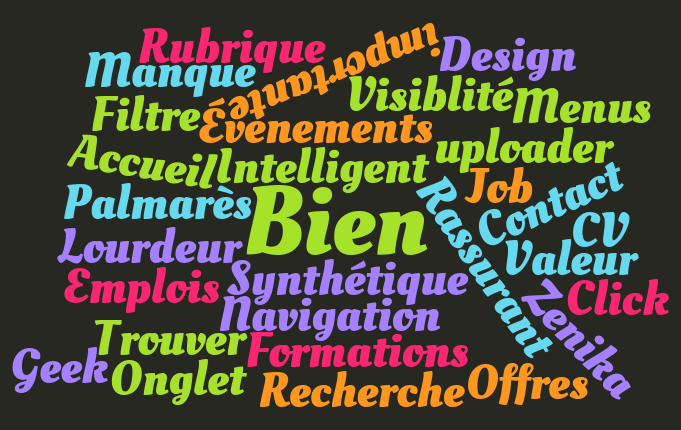 Rubrique
importante
Design
Manque
Visiblité
Menus
Filtre
Événements
uploader
Accueil
Intelligent
Job
Contact
Palmarès
Bien
Rassurant
CV
Lourdeur
Valeur
Emplois
Synthétique
Click
Zenika
Navigation
Trouver
Formations
Geek
Onglet
Recherche
Offres